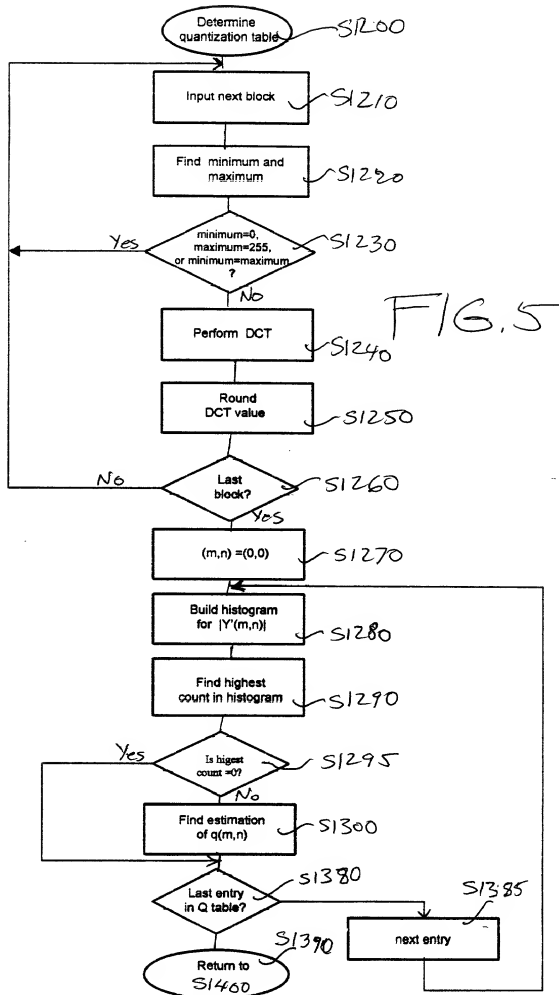 Determine
quantization table
S1200
Input next block
S1210
Find minimum and
maximum
S1220
Yes
minimum=0,
maximum=255,
or minimum=maximum
?
S1230
No
FIG. 5
Perform DCT
S1240
Round
DCT value
S1250
No
Last
block?
S1260
Yes
(m,n) =(0,0)
S1270
Build histogram
for |Y'(m,n)|
S1280
Find highest
count in histogram
S1290
Yes
Is higest
count =0?
S1295
No
Find estimation
of q(m,n)
S1300
Last entry
in Q table?
S1380
S1385
next entry
Return to
S1400
S1390